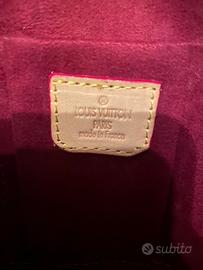 ®
LOUIS VUITTON
PARIS
made in France
subito